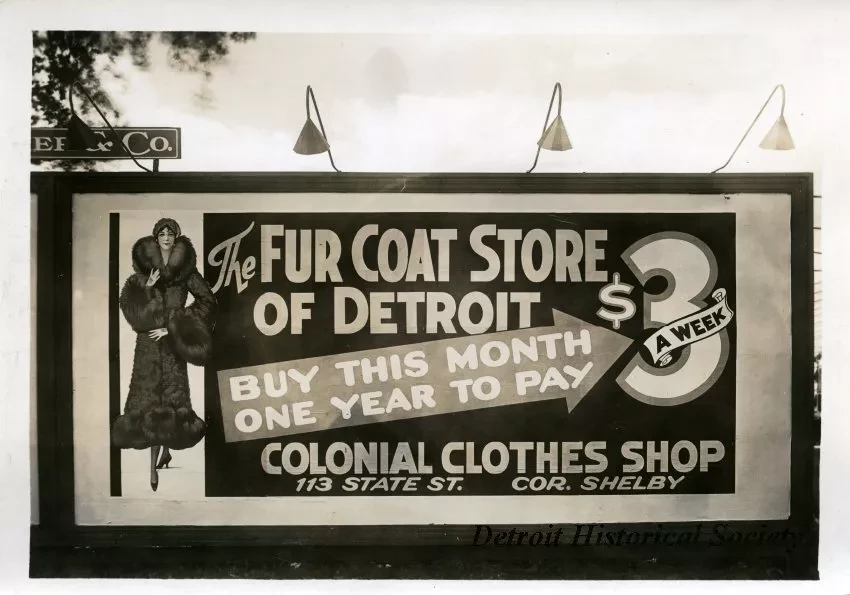 & Co.
The FUR COAT STORE
OF DETROIT
$3
A WEEK
BUY THIS MONTH
ONE YEAR TO PAY
COLONIAL CLOTHES SHOP
113 STATE ST. COR. SHELBY
Detroit Historical Society